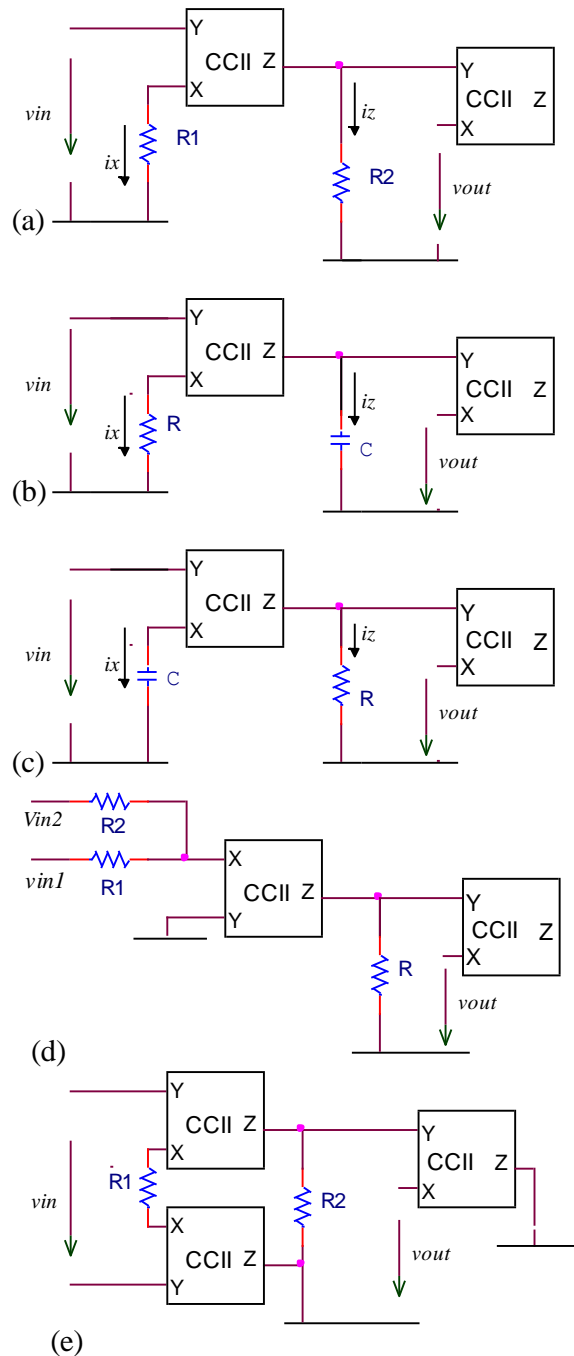 Y
CCII Z
X
Y
CCII Z
X
vin
ix
R1
iz
R2
vout
(a)
Y
CCII Z
X
Y
CCII Z
X
vin
ix
R
iz
C
vout
(b)
Y
CCII Z
X
Y
CCII Z
X
vin
ix
C
iz
R
vout
(c)
Vin2
R2
vin1
R1
X
CCII Z
Y
Y
CCII Z
X
R
vout
(d)
Y
CCII Z
X
Y
CCII Z
X
R1
R2
vin
X
CCII Z
Y
vout
(e)